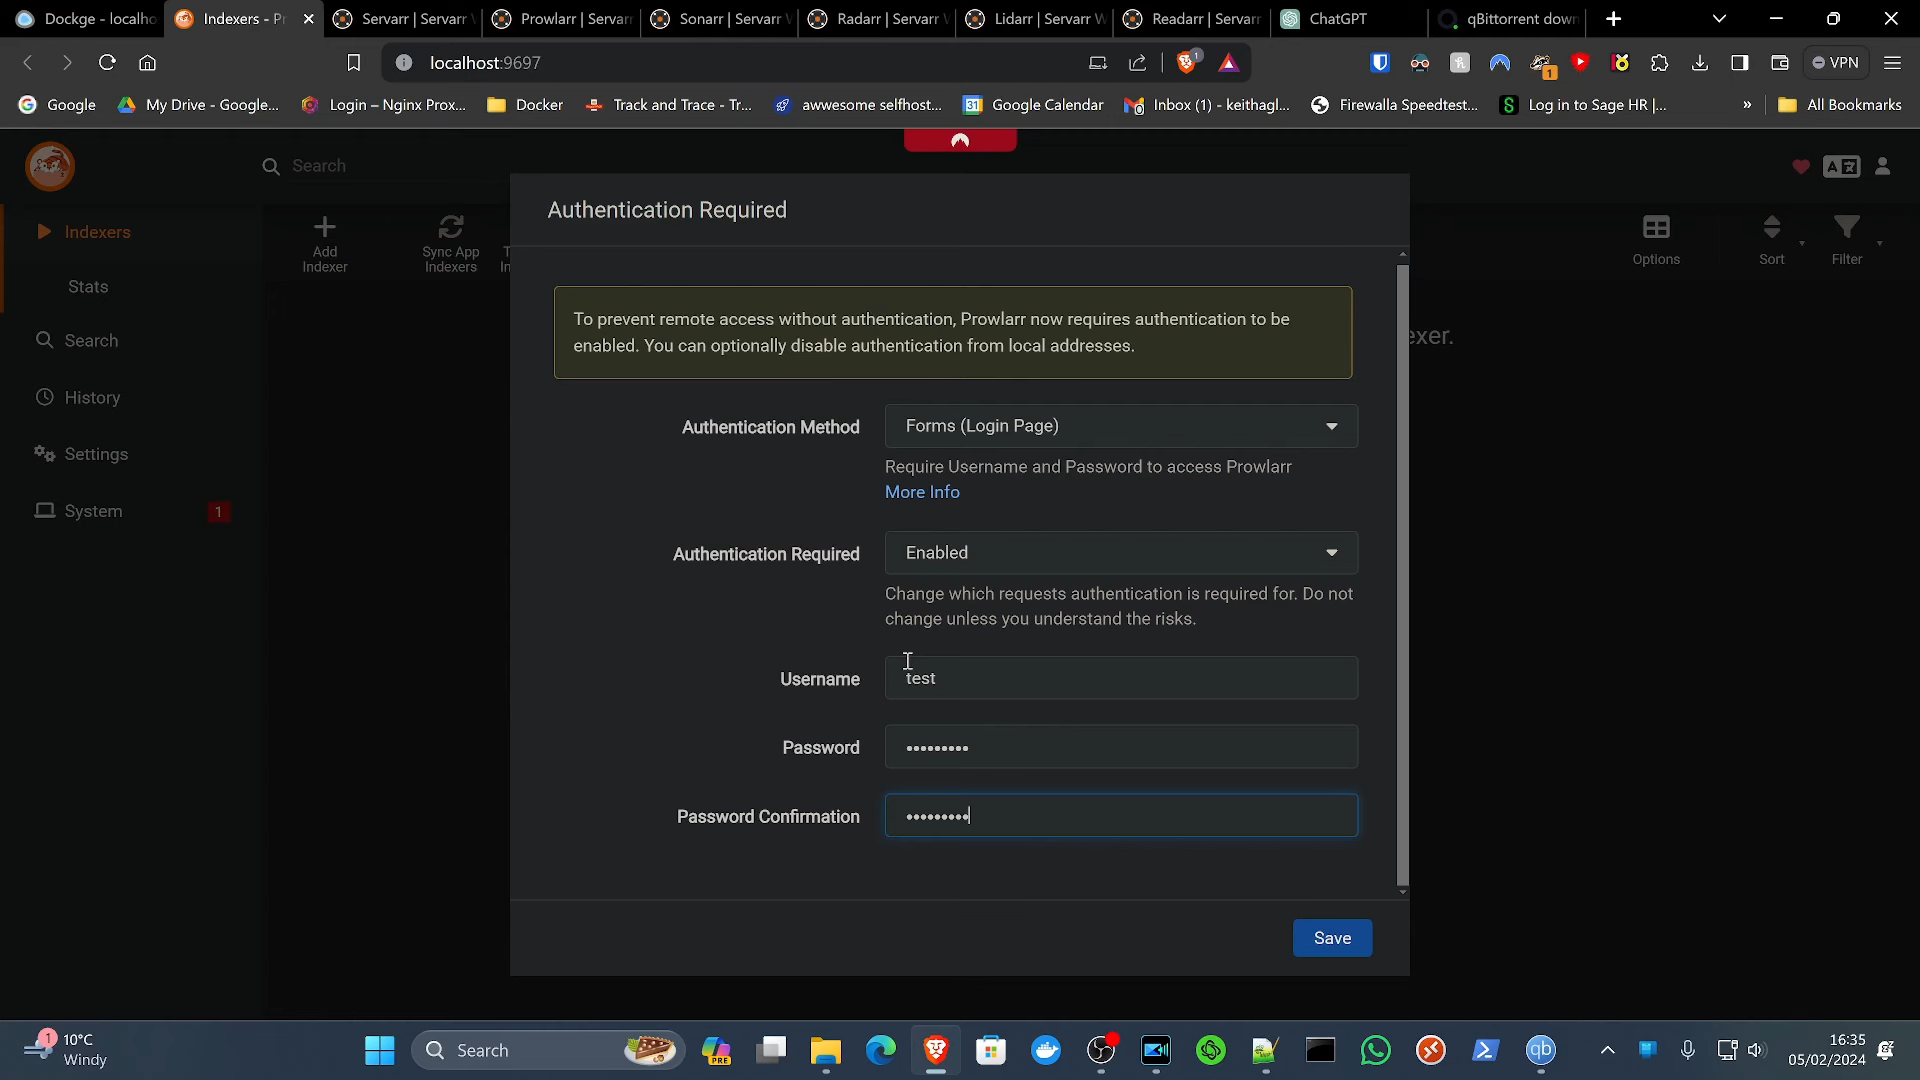 Dockge - localho
Indexers - P
Servarr | Servarr
Prowlarr | Servarr
Sonarr | Servarr
Radarr | Servarr
Lidarr | Servarr W
Readarr | Servarr
ChatGPT
qBittorrent down
localhost:9697
VPN
Google
My Drive - Google...
Login – Nginx Prox...
Docker
Track and Trace - Tr...
awwesome selfhost...
31 Google Calendar
Inbox (1) - keithagl...
Firewalla Speedtest...
Log in to Sage HR |...
»
All Bookmarks
Search
Authentication Required
Indexers
Add
Indexer
Sync App
Indexers
Options
Sort
Filter
Stats
Search
History
Settings
System
1
exer.
To prevent remote access without authentication, Prowlarr now requires authentication to be
enabled. You can optionally disable authentication from local addresses.
Authentication Method
Forms (Login Page)
Require Username and Password to access Prowlarr
More Info
Authentication Required
Enabled
Change which requests authentication is required for. Do not
change unless you understand the risks.
Username
test
Password
•••••••••
Password Confirmation
•••••••••
Save
1
10°C
Windy
Search
PRE
qb
16:35
05/02/2024